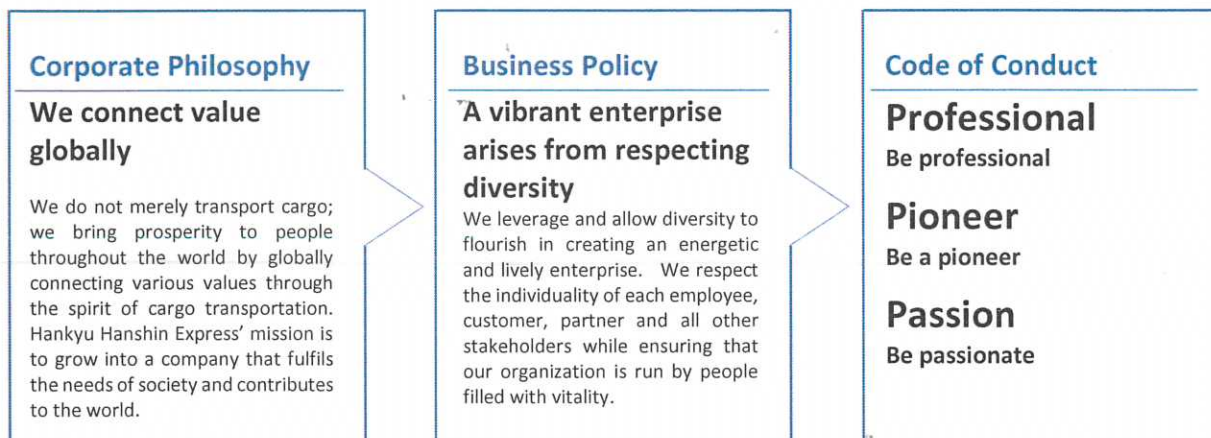 Corporate Philosophy
We connect value
globally
We do not merely transport cargo;
we bring prosperity to people
throughout the world by globally
connecting various values through
the spirit of cargo transportation.
Hankyu Hanshin Express’ mission is
to grow into a company that fulfils
the needs of society and contributes
to the world.
Business Policy
A vibrant enterprise
arises from respecting
diversity
We leverage and allow diversity to
flourish in creating an energetic
and lively enterprise. We respect
the individuality of each employee,
customer, partner and all other
stakeholders while ensuring that
our organization is run by people
filled with vitality.
Code of Conduct
Professional
Be professional
Pioneer
Be a pioneer
Passion
Be passionate